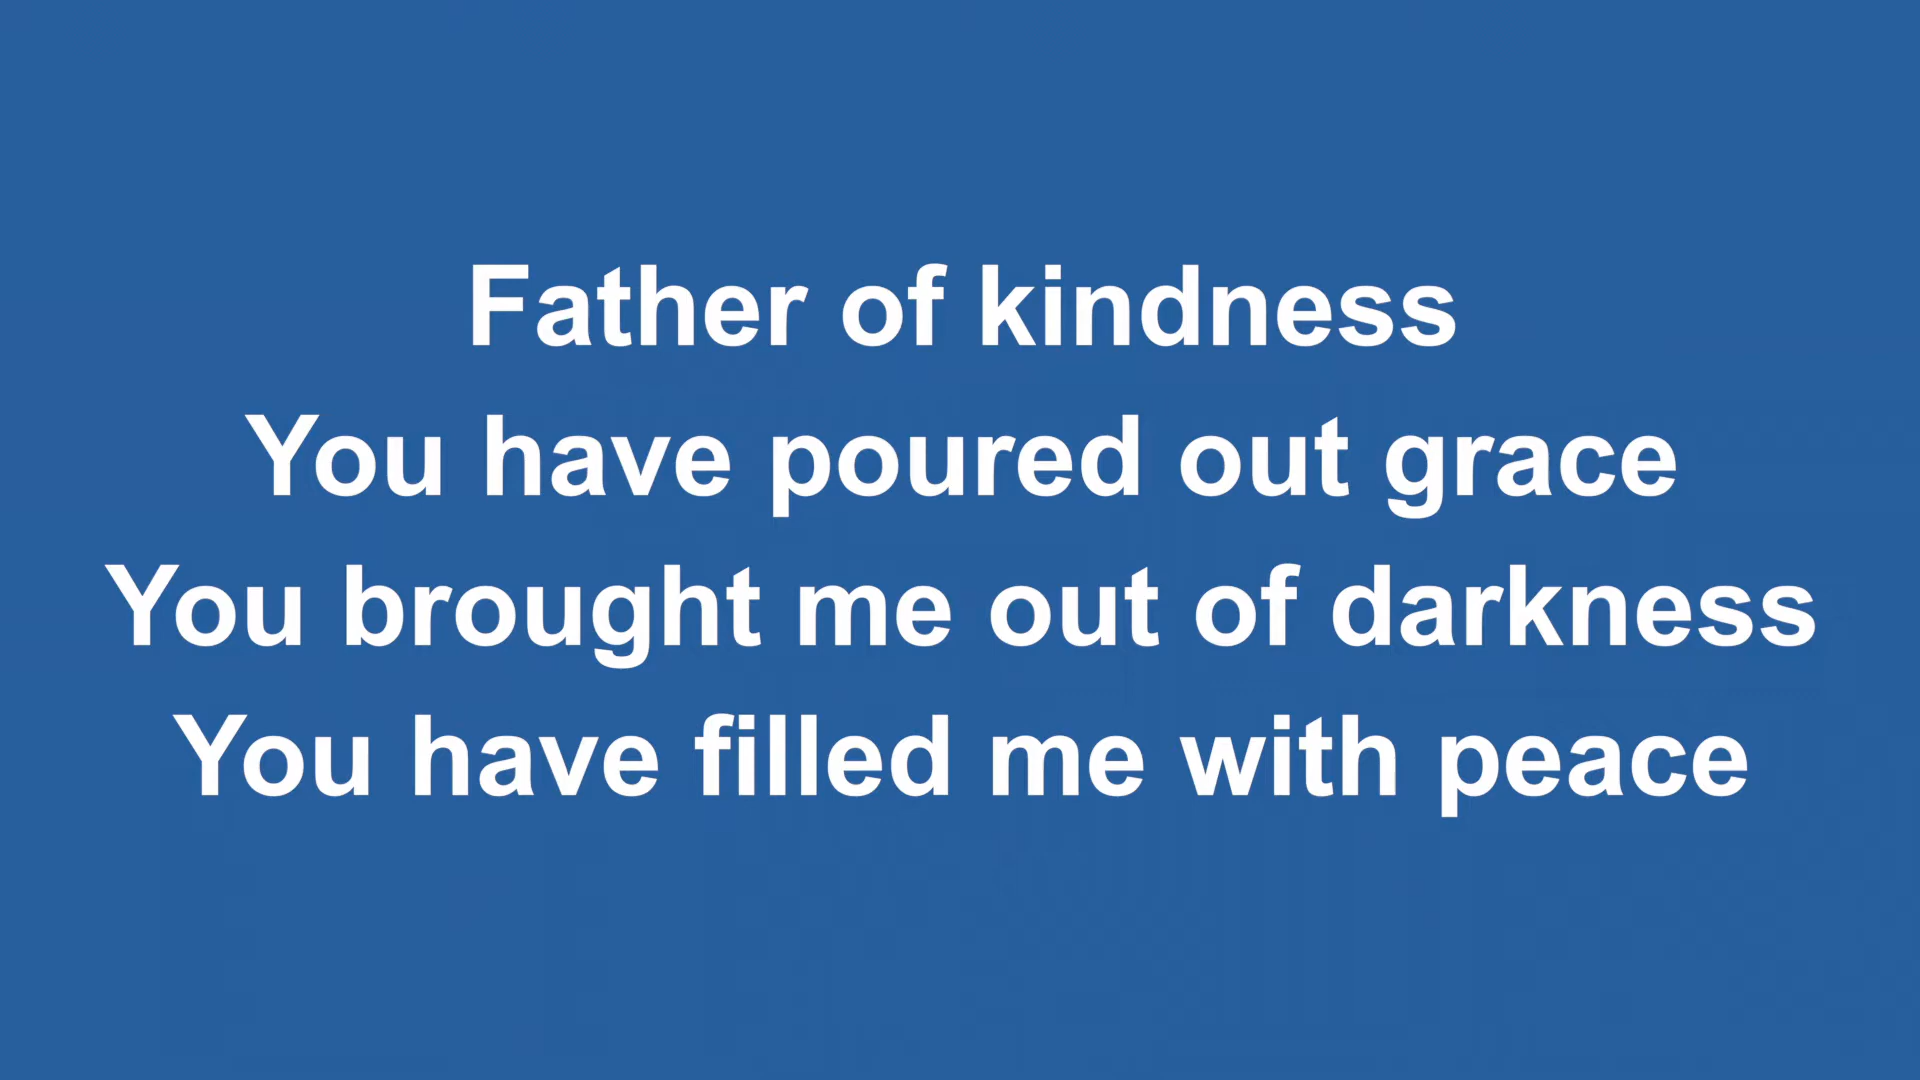 Father of kindness
You have poured out grace
You brought me out of darkness
You have filled me with peace